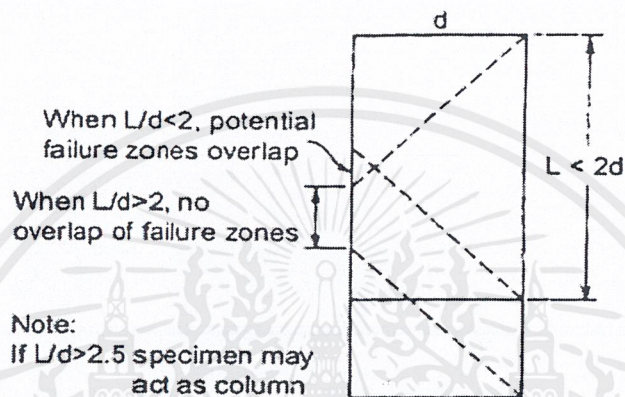 d
When L/d<2, potential
failure zones overlap
L < 2d
When L/d>2, no
overlap of failure zones
Note:
If L/d>2.5 specimen may
act as column